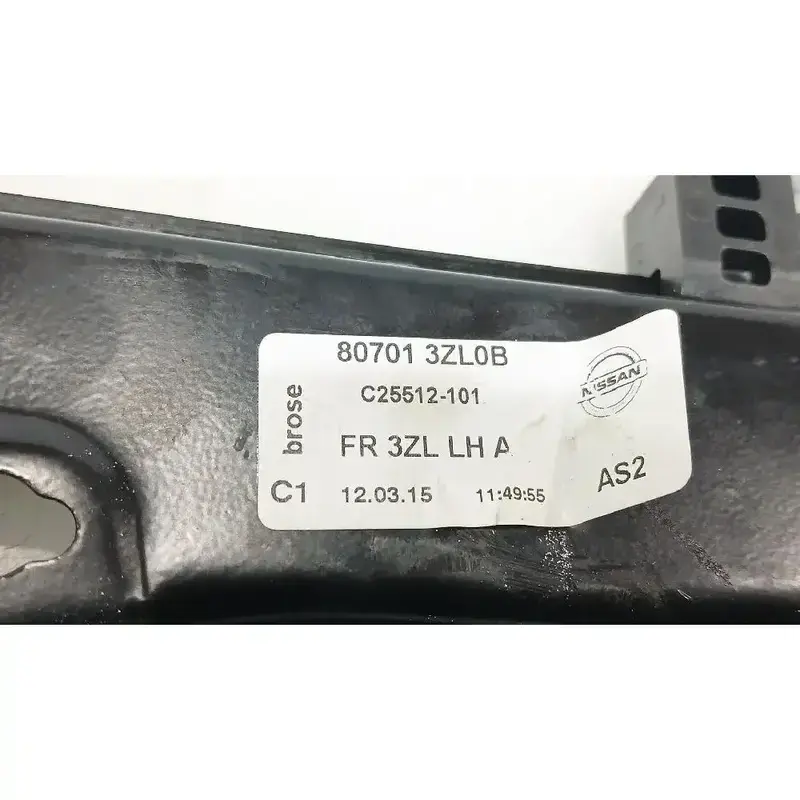 80701 3ZL0B
C25512-101
brose
NISSAN
FR 3ZL LH A
AS2
C1 12.03.15 11:49:55